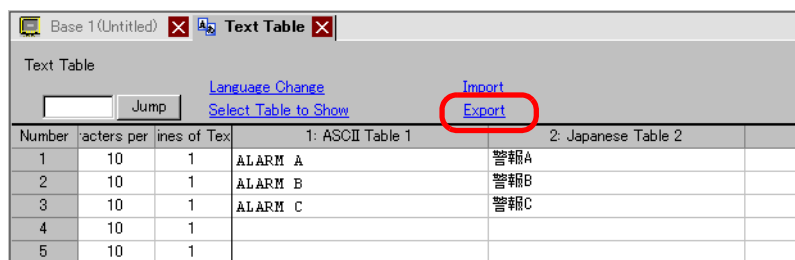 Base 1(Untitled) Text Table
Text Table
Language Change Import
Jump Select Table to Show Export
Number racters per ines of Tex 1: ASCII Table 1 2: Japanese Table 2
1 10 1 ALARM A 警報A
2 10 1 ALARM B 警報B
3 10 1 ALARM C 警報C
4 10 1
5 10 1